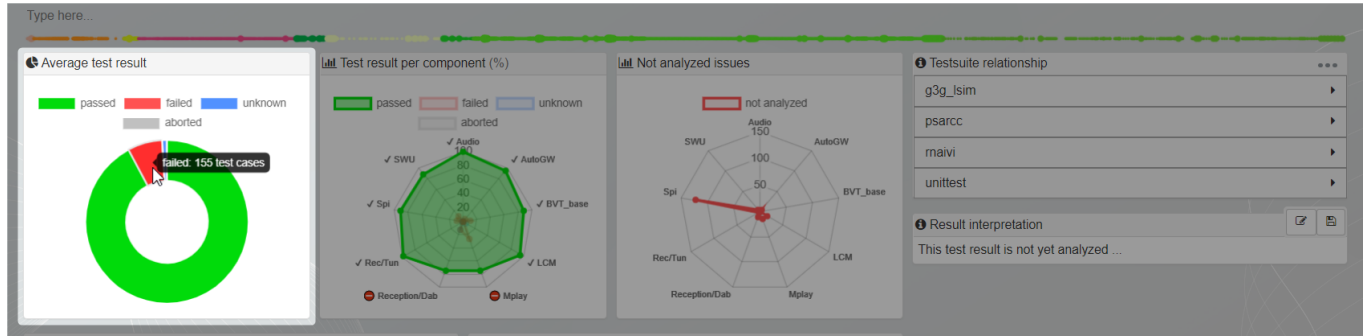 Type here...
Average test result
passed failed unknown
aborted
failed: 155 test cases
Test result per component (%)
passed failed unknown
aborted
✓ Audio
100
✓ SWU
✓ AutoGW
80
60
40
✓ Spi
✓ BVT_base
20
✓ Rec/Tun
✓ LCM
Reception/Dab
Mplay
Not analyzed issues
not analyzed
Audio
150
SWU
AutoGW
100
50
Spi
BVT_base
Rec/Tun
LCM
Reception/Dab
Mplay
Testsuite relationship
g3g_lsim
psarcc
rnaivi
unittest
Result interpretation
This test result is not yet analyzed ...